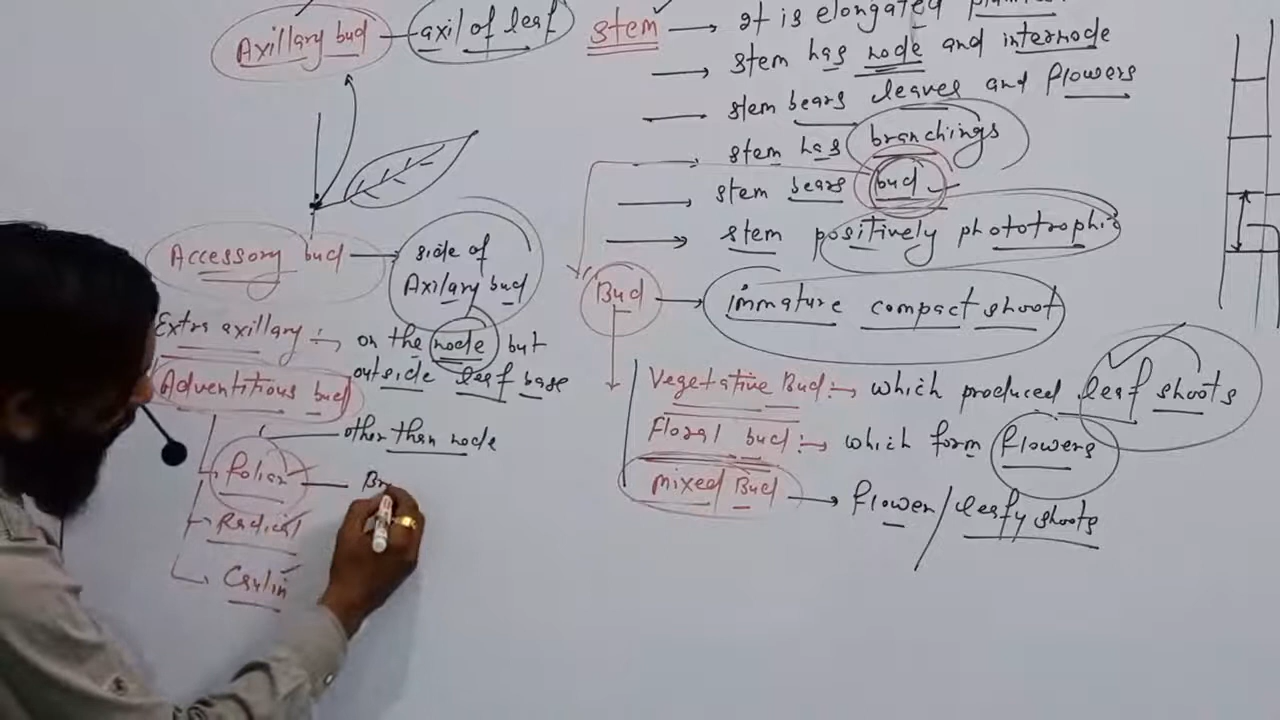 Axillary bud — axil of leaf
Accessory bud → side of
Axilary bud
Extra axillary :- on the node but
outside leaf base
Adventitious bud
other than node
foliar — Br
Radical
Caulin
Stem → It is elongated
→ stem has node and internode
→ stem bears leaves and flowers
→ stem has branchings
→ stem bears bud
→ stem positively phototrophic
Bud → immature compact shoot
Vegetative Bud :- which produced leaf shoots
Floral bud :- which form flowers
mixed Bud → flower/leafy shoots